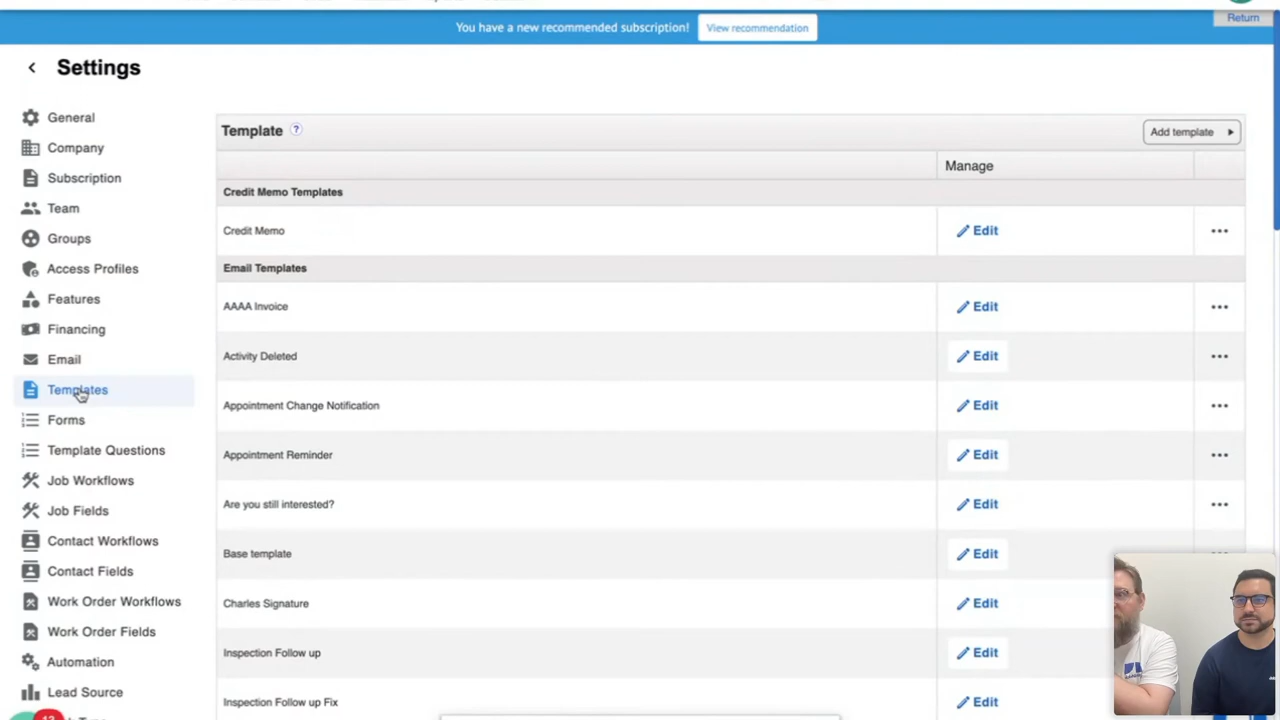 You have a new recommended subscription! View recommendation
Return
Settings
General
Company
Subscription
Team
Groups
Access Profiles
Features
Financing
Email
Templates
Forms
Template Questions
Job Workflows
Job Fields
Contact Workflows
Contact Fields
Work Order Workflows
Work Order Fields
Automation
Lead Source
13
Template ?
Add template
Manage
Credit Memo Templates
Credit Memo Edit
Email Templates
AAAA Invoice Edit
Activity Deleted Edit
Appointment Change Notification Edit
Appointment Reminder Edit
Are you still interested? Edit
Base template Edit
Charles Signature Edit
Inspection Follow up Edit
Inspection Follow up Fix Edit